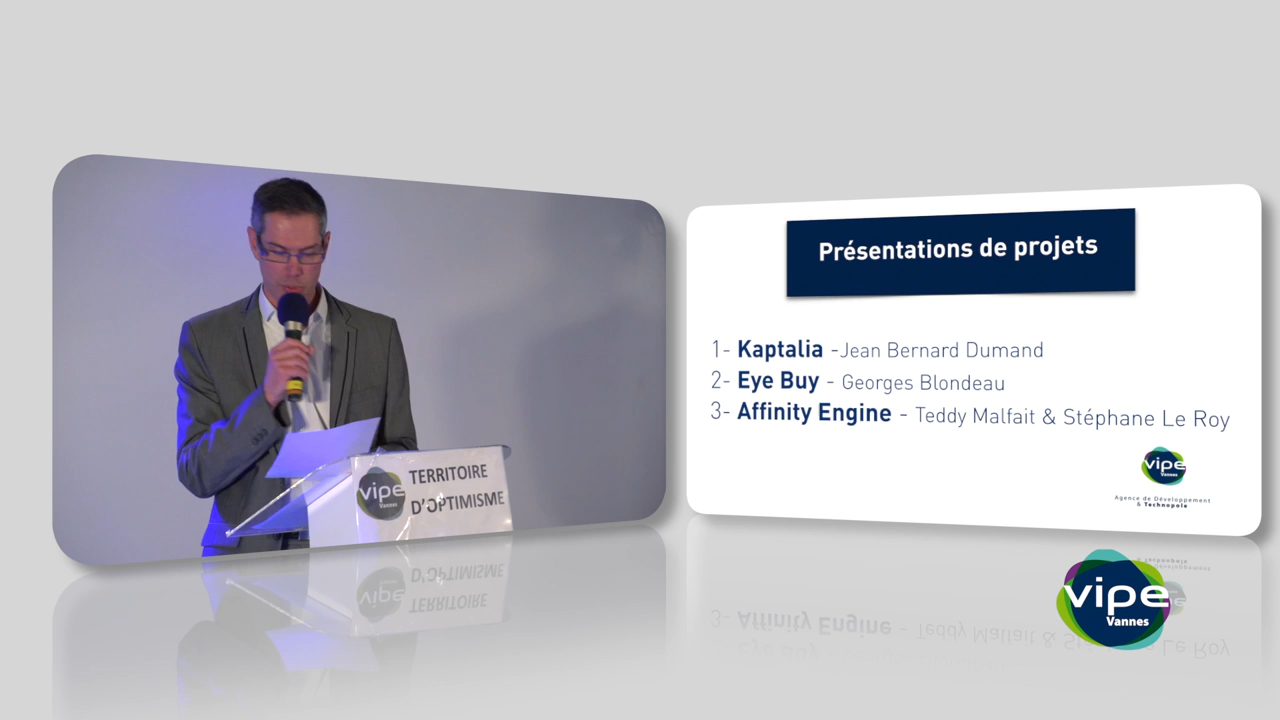 Présentations de projets
1- Kaptalia -Jean Bernard Dumand
2- Eye Buy - Georges Blondeau
3- Affinity Engine - Teddy Malfait & Stéphane Le Roy
vipe
Vannes
Agence de Développement
& Technopole
vipe
Vannes
TERRITOIRE
D'OPTIMISME
vipe
Vannes